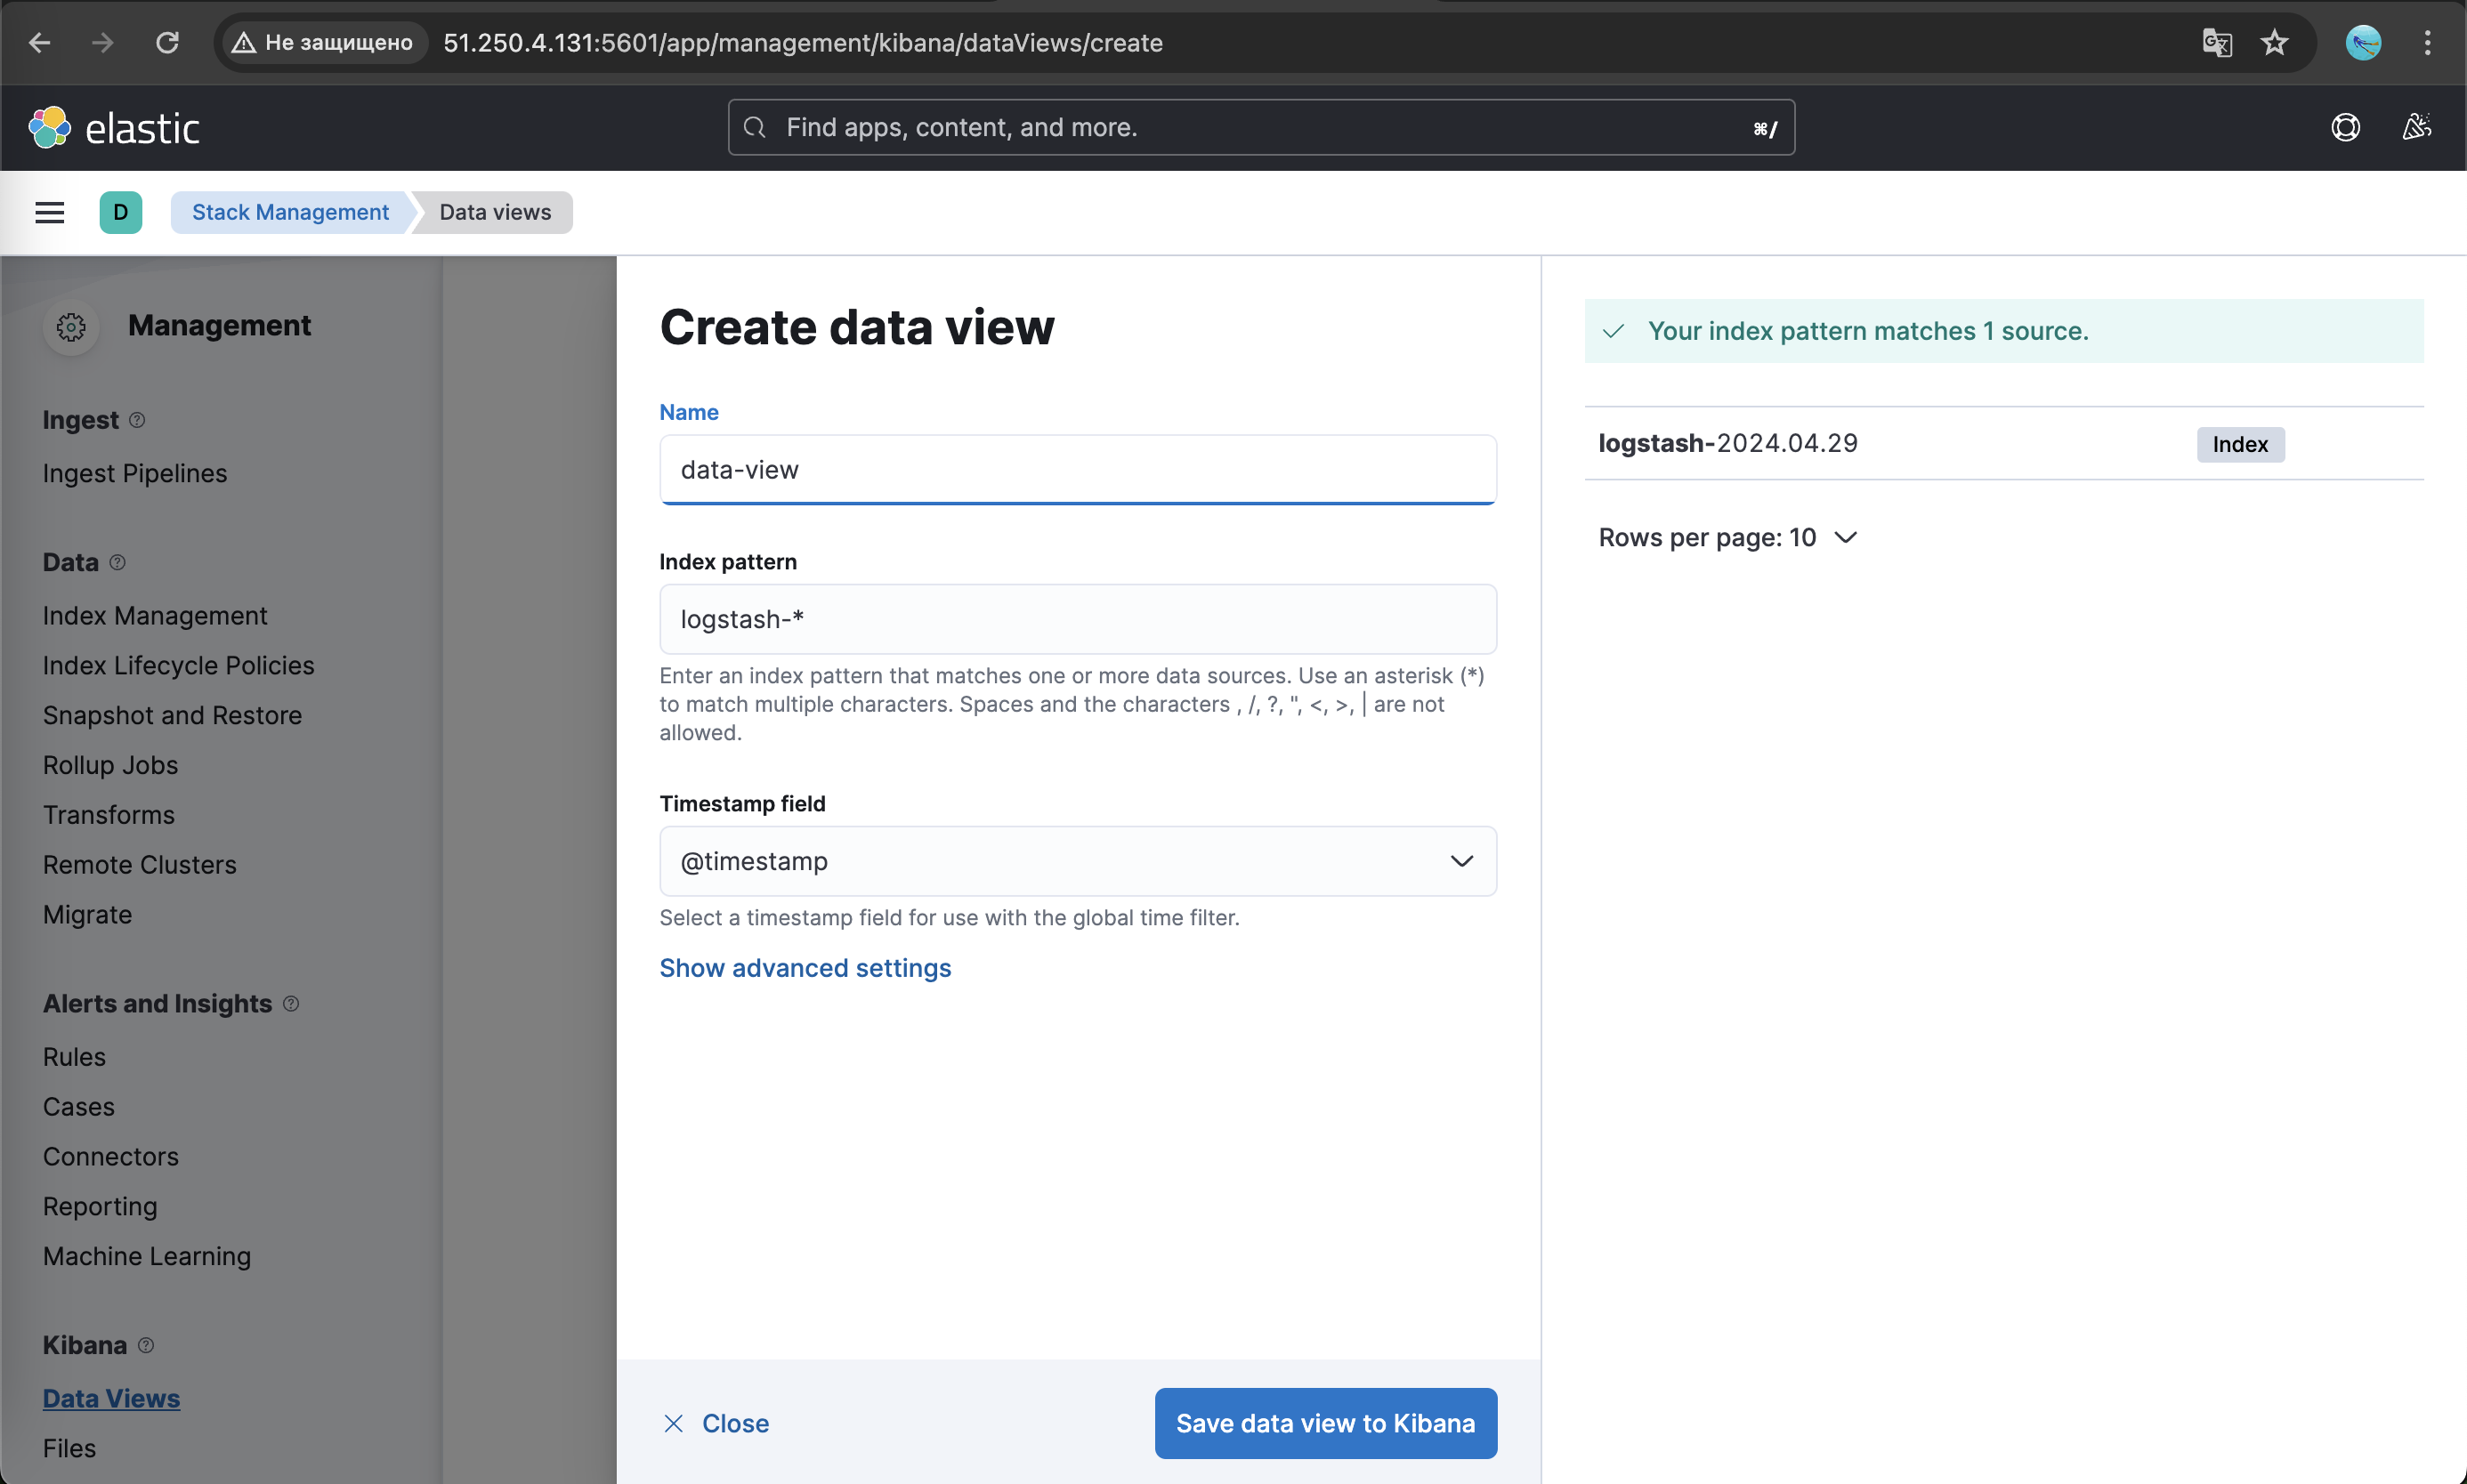 Не защищено
51.250.4.131:5601/app/management/kibana/dataViews/create
elastic
Find apps, content, and more.
⌘/
D
Stack Management
Data views
Management
Ingest
Ingest Pipelines
Data
Index Management
Index Lifecycle Policies
Snapshot and Restore
Rollup Jobs
Transforms
Remote Clusters
Migrate
Alerts and Insights
Rules
Cases
Connectors
Reporting
Machine Learning
Kibana
Data Views
Files
Create data view
Name
data-view
Index pattern
logstash-*
Enter an index pattern that matches one or more data sources. Use an asterisk (*)
to match multiple characters. Spaces and the characters , /, ?, ", <, >, | are not
allowed.
Timestamp field
@timestamp
Select a timestamp field for use with the global time filter.
Show advanced settings
Close
Save data view to Kibana
Your index pattern matches 1 source.
logstash-2024.04.29
Index
Rows per page: 10